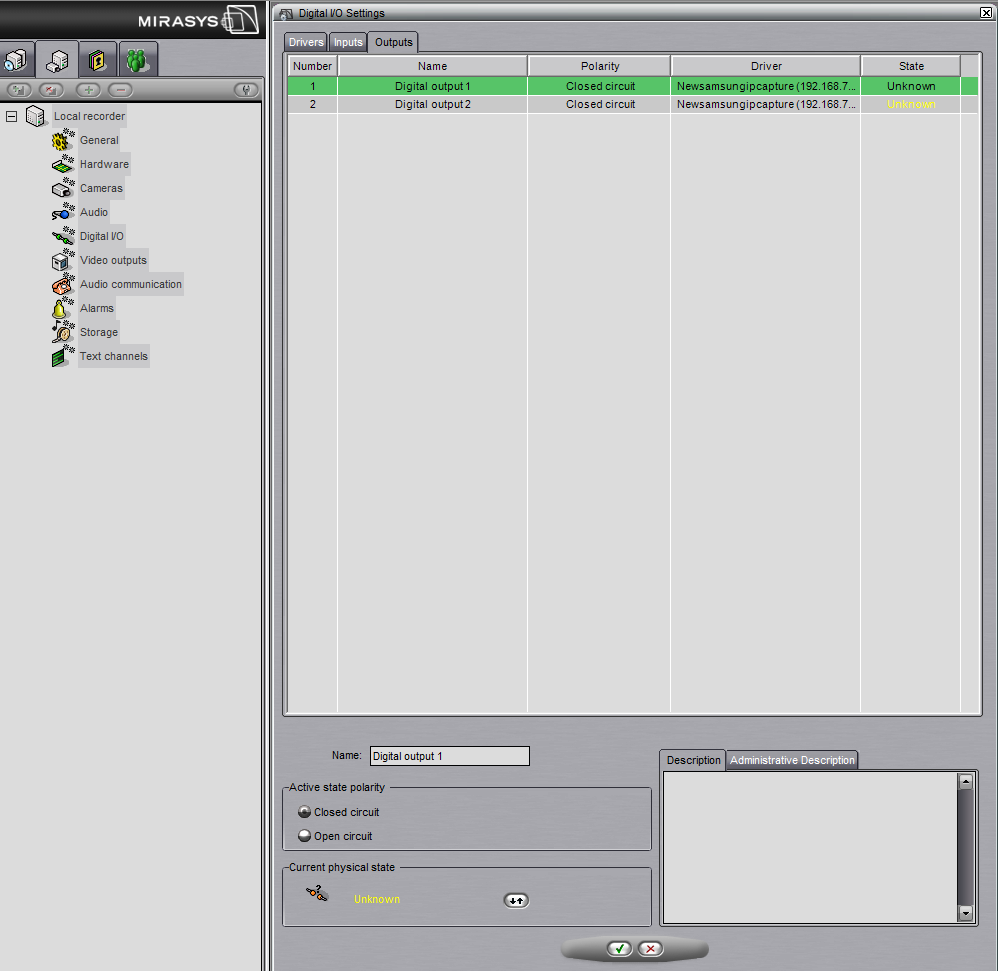 MIRASYS
Local recorder
General
Hardware
Cameras
Audio
Digital I/O
Video outputs
Audio communication
Alarms
Storage
Text channels
Digital I/O Settings
Drivers Inputs Outputs
Number Name Polarity Driver State
1 Digital output 1 Closed circuit Newsamsungipcapture (192.168.7... Unknown
2 Digital output 2 Closed circuit Newsamsungipcapture (192.168.7... Unknown
Name: Digital output 1
Active state polarity
Closed circuit
Open circuit
Current physical state
Unknown
Description Administrative Description